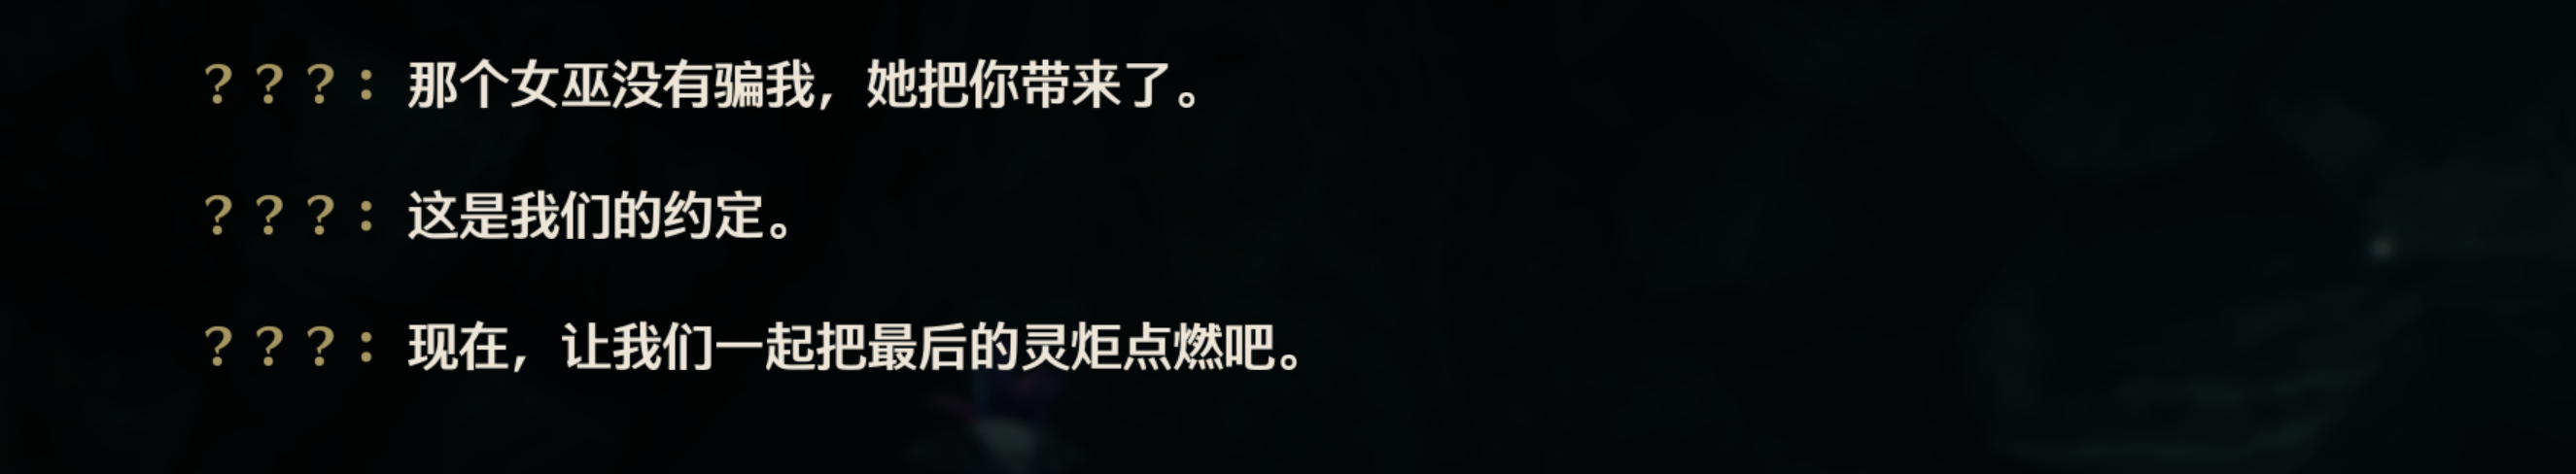 ？？？：那个女巫没有骗我，她把你带来了。
？？？：这是我们的约定。
？？？：现在，让我们一起把最后的灵炬点燃吧。